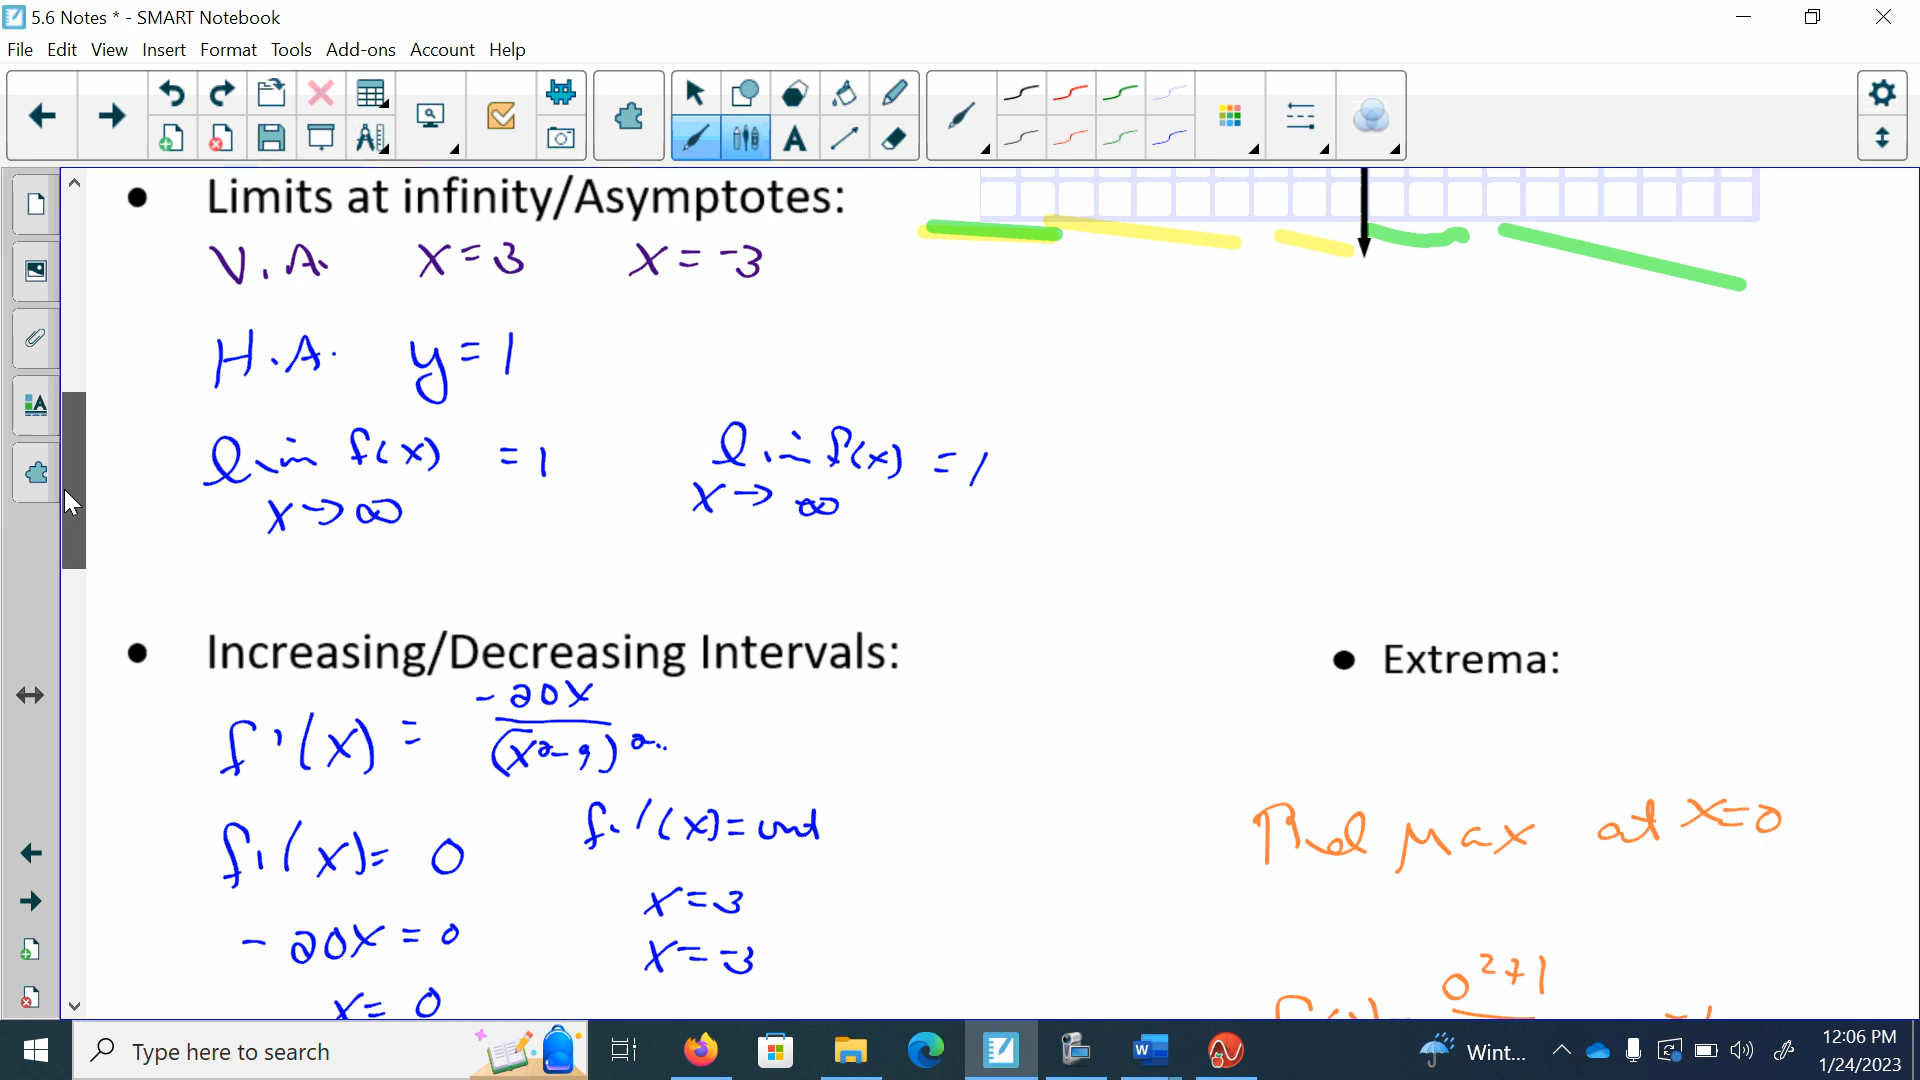 5.6 Notes * - SMART Notebook
File Edit View Insert Format Tools Add-ons Account Help
• Limits at infinity/Asymptotes:
V.A. x = 3 x = -3
H.A. y = 1
lim f(x) = 1 lim f(x) = 1
x → ∞ x → ∞
• Increasing/Decreasing Intervals:
• Extrema:
-20x
f'(x) =
(x²-9)²
f'(x) = 0 f'(x) = und
Rel Max at x=0
x = 3
-20x = 0
x = -3
x = 0
0²+1
Type here to search
Wint...
12:06 PM
1/24/2023